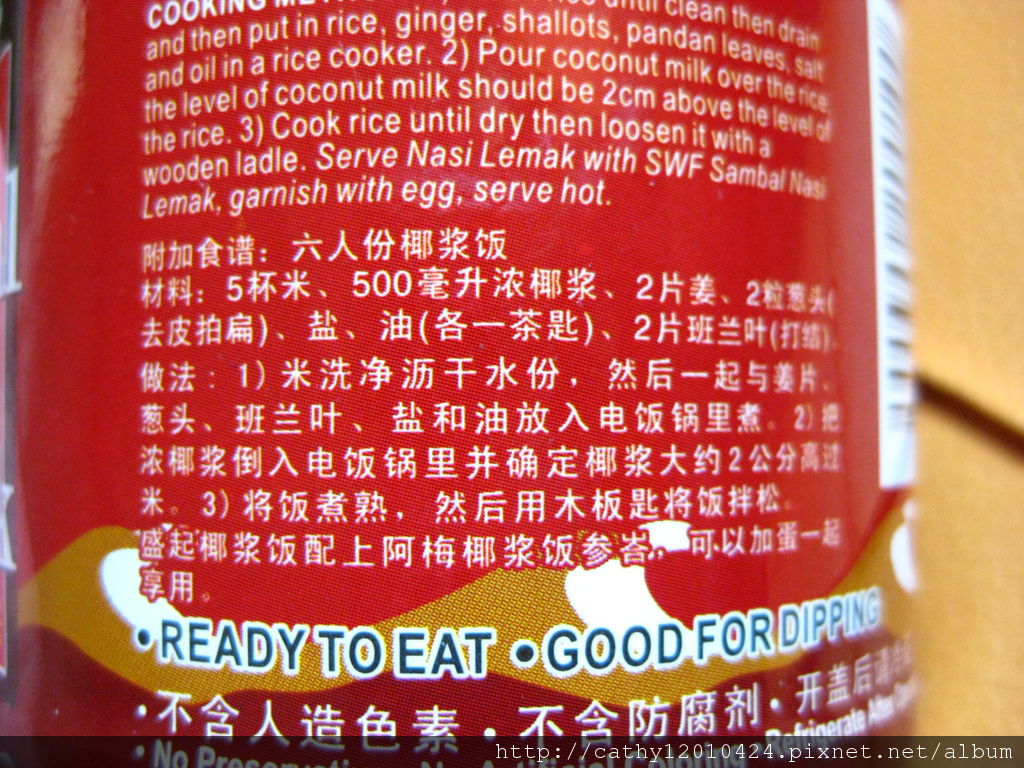 COOKING until clean then drain
and then put in rice, ginger, shallots, pandan leaves, salt
and oil in a rice cooker. 2) Pour coconut milk over the rice,
the level of coconut milk should be 2cm above the level of
the rice. 3) Cook rice until dry then loosen it with a
wooden ladle. Serve Nasi Lemak with SWF Sambal Nasi
Lemak, garnish with egg, serve hot.
附加食谱：六人份椰浆饭
材料：5杯米、500毫升浓椰浆、2片姜、2粒葱头(
去皮拍扁)、盐、油(各一茶匙)、2片班兰叶(打结)
做法：1) 米洗净沥干水份，然后一起与姜片、
葱头、班兰叶、盐和油放入电饭锅里煮。2) 把
浓椰浆倒入电饭锅里并确定椰浆大约2公分高过
米。3) 将饭煮熟，然后用木板匙将饭拌松。
盛起椰浆饭配上阿梅椰浆饭参峇，可以加蛋一起
享用。
•READY TO EAT •GOOD FOR DIPPING
•不含人造色素 •不含防腐剂 •开盖后请
•No •No Artificial Refrigerate After
http://cathy12010424.pixnet.net/album